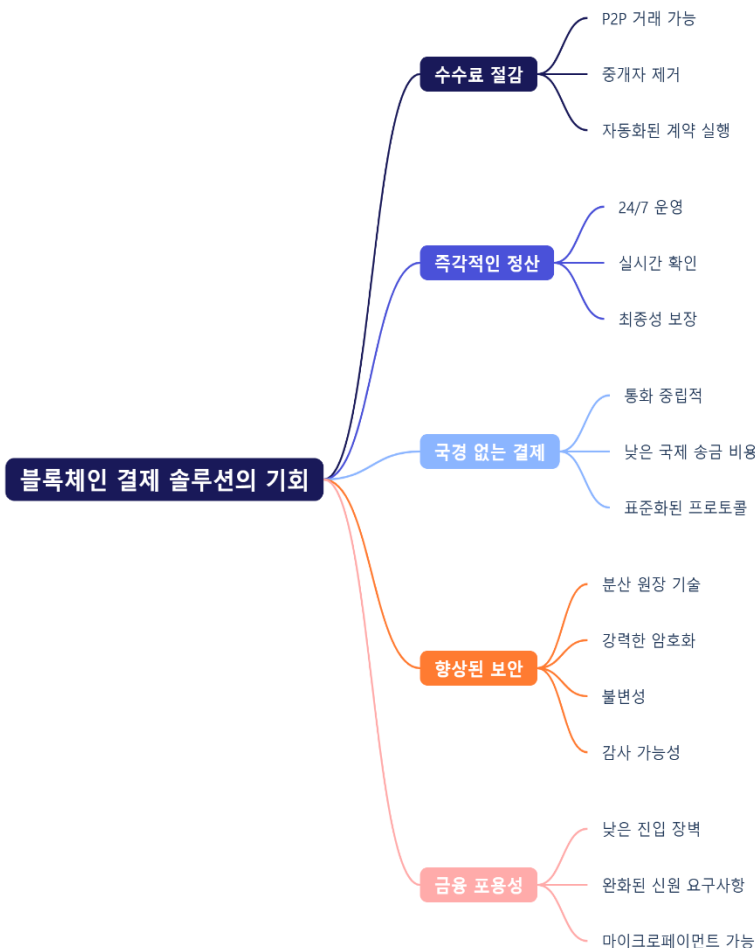 블록체인 결제 솔루션의 기회
수수료 절감
P2P 거래 가능
중개자 제거
자동화된 계약 실행
즉각적인 정산
24/7 운영
실시간 확인
최종성 보장
국경 없는 결제
통화 중립적
낮은 국제 송금 비용
표준화된 프로토콜
향상된 보안
분산 원장 기술
강력한 암호화
불변성
감사 가능성
금융 포용성
낮은 진입 장벽
완화된 신원 요구사항
마이크로페이먼트 가능